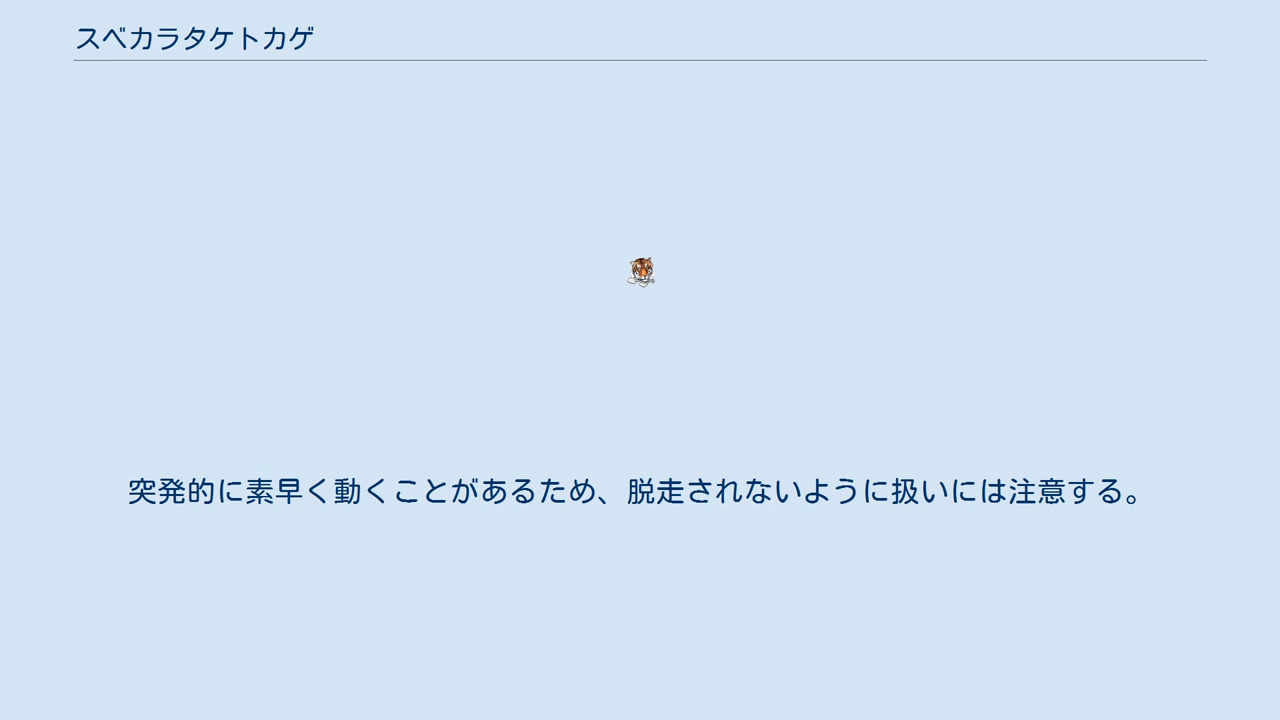 スベカラタケトカゲ
突発的に素早く動くことがあるため、脱走されないように扱いには注意する。